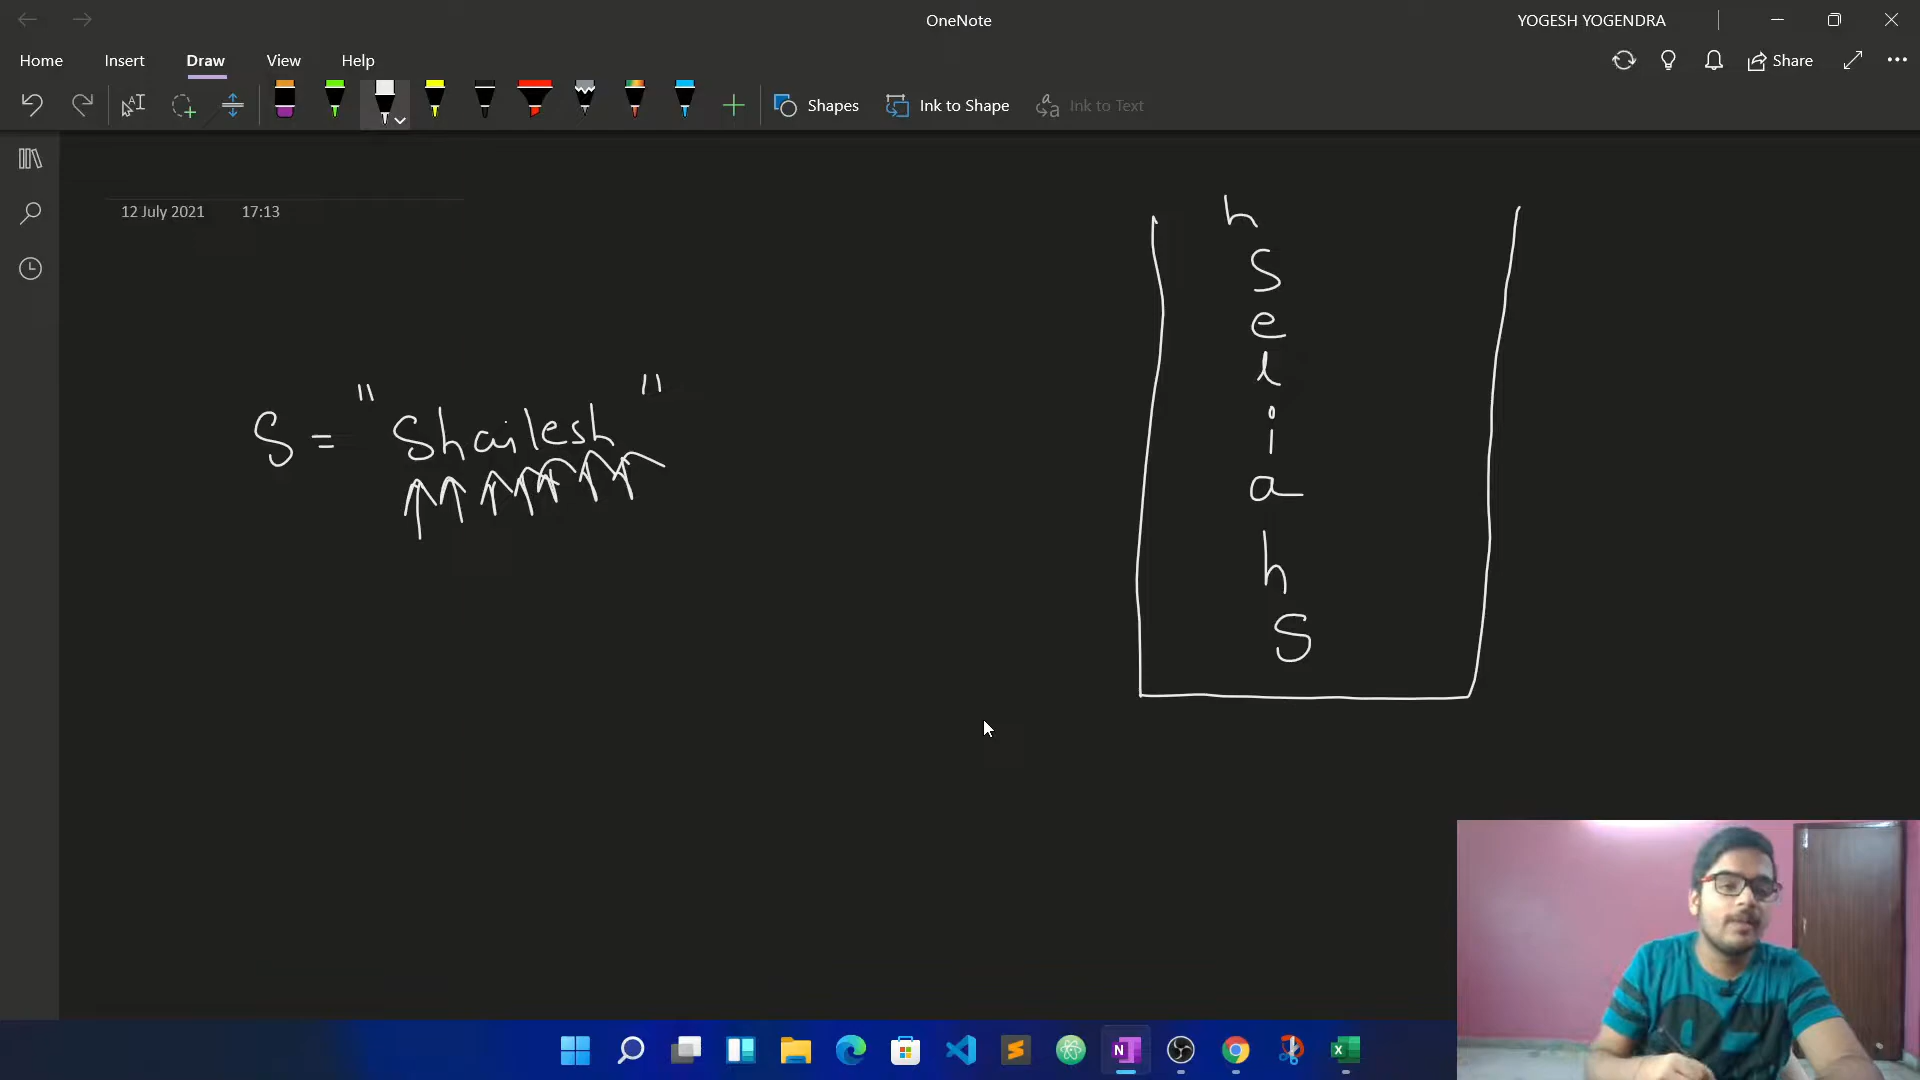 OneNote
YOGESH YOGENDRA
Home Insert Draw View Help
Share
Shapes Ink to Shape Ink to Text
12 July 2021 17:13
S = "Shailesh"
h
S
e
l
i
a
h
S